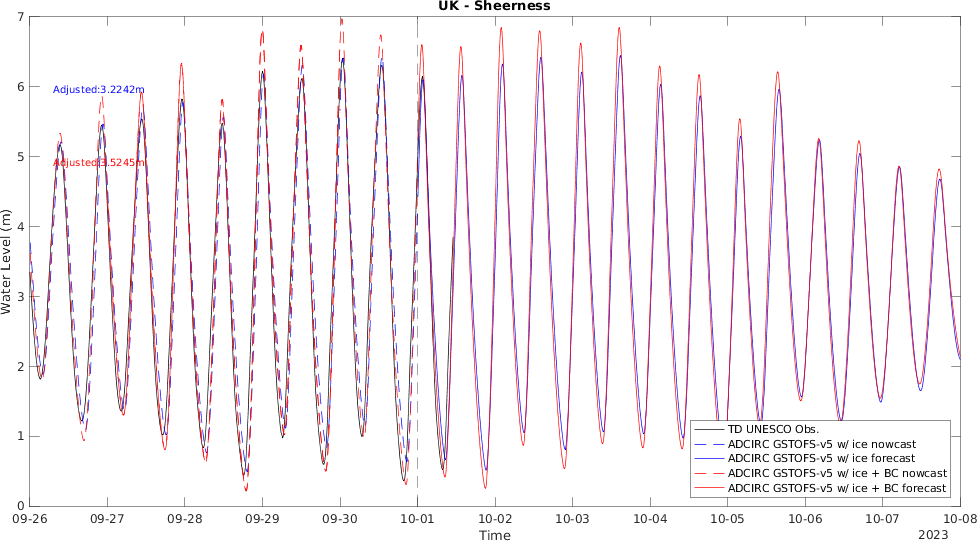 UK - Sheerness
7
6
5
4
3
2
1
0
Water Level (m)
Adjusted:3.2242m
Adjusted:3.5245m
TD UNESCO Obs.
ADCIRC GSTOFS-v5 w/ ice nowcast
ADCIRC GSTOFS-v5 w/ ice forecast
ADCIRC GSTOFS-v5 w/ ice + BC nowcast
ADCIRC GSTOFS-v5 w/ ice + BC forecast
09-26 09-27 09-28 09-29 09-30 10-01 10-02 10-03 10-04 10-05 10-06 10-07 10-08
Time
2023